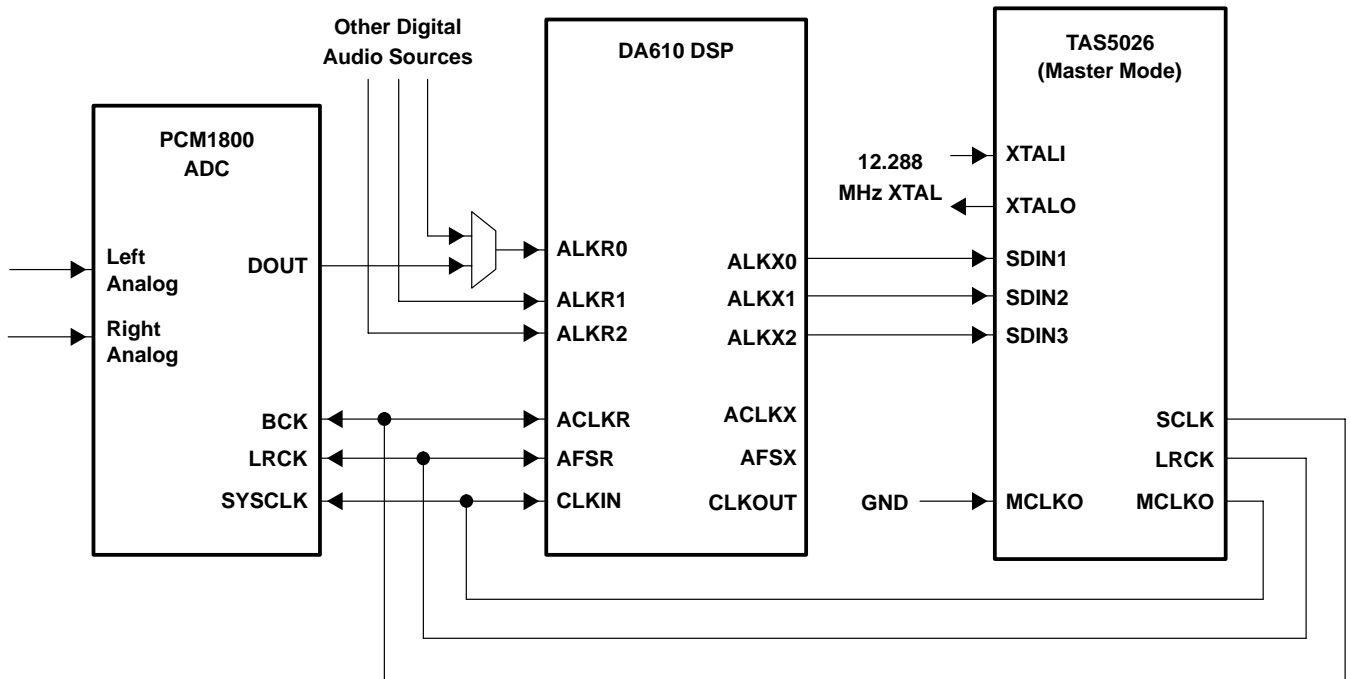 Other Digital
Audio Sources
PCM1800
ADC
Left
Analog
Right
Analog
DOUT
BCK
LRCK
SYSCLK
DA610 DSP
ALKR0
ALKR1
ALKR2
ACLKR
AFSR
CLKIN
ALKX0
ALKX1
ALKX2
ACLKX
AFSX
CLKOUT
12.288
MHz XTAL
GND
TAS5026
(Master Mode)
XTALI
XTALO
SDIN1
SDIN2
SDIN3
MCLKO
SCLK
LRCK
MCLKO